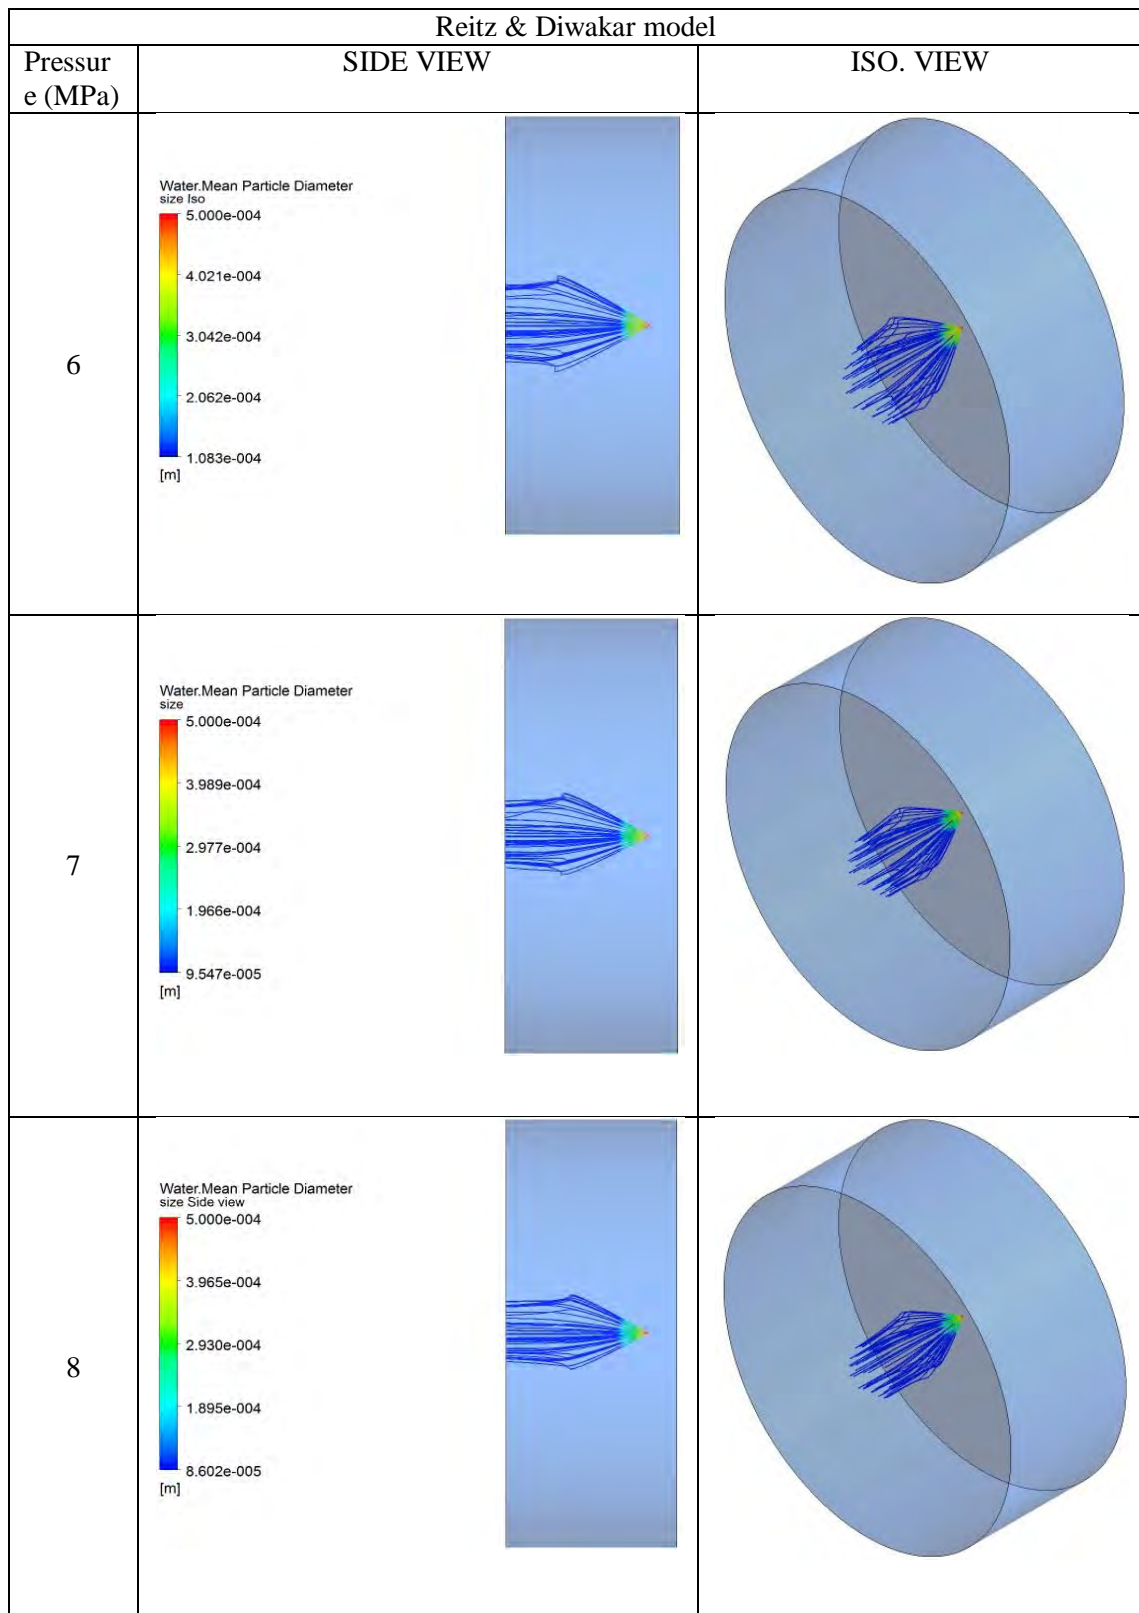 Reitz & Diwakar model
Pressur
e (MPa)
SIDE VIEW
ISO. VIEW
6
Water.Mean Particle Diameter
size Iso
5.000e-004
4.021e-004
3.042e-004
2.062e-004
1.083e-004
[m]
7
Water.Mean Particle Diameter
size
5.000e-004
3.989e-004
2.977e-004
1.966e-004
9.547e-005
[m]
8
Water.Mean Particle Diameter
size Side view
5.000e-004
3.965e-004
2.930e-004
1.895e-004
8.602e-005
[m]